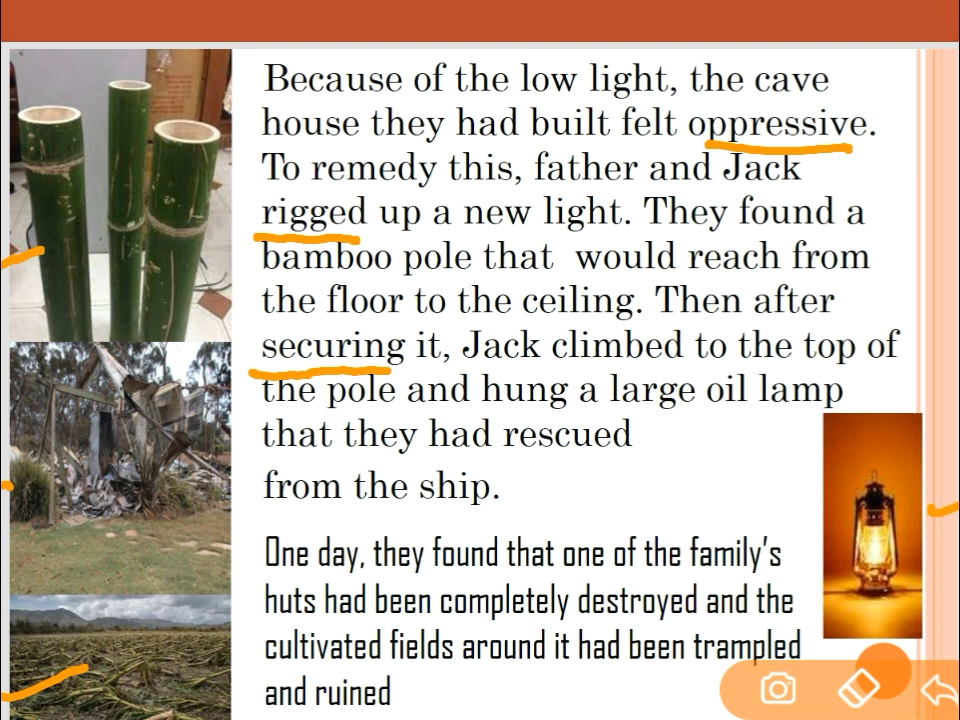 Because of the low light, the cave
house they had built felt oppressive.
To remedy this, father and Jack
rigged up a new light. They found a
bamboo pole that would reach from
the floor to the ceiling. Then after
securing it, Jack climbed to the top of
the pole and hung a large oil lamp
that they had rescued
from the ship.
One day, they found that one of the family's
huts had been completely destroyed and the
cultivated fields around it had been trampled
and ruined